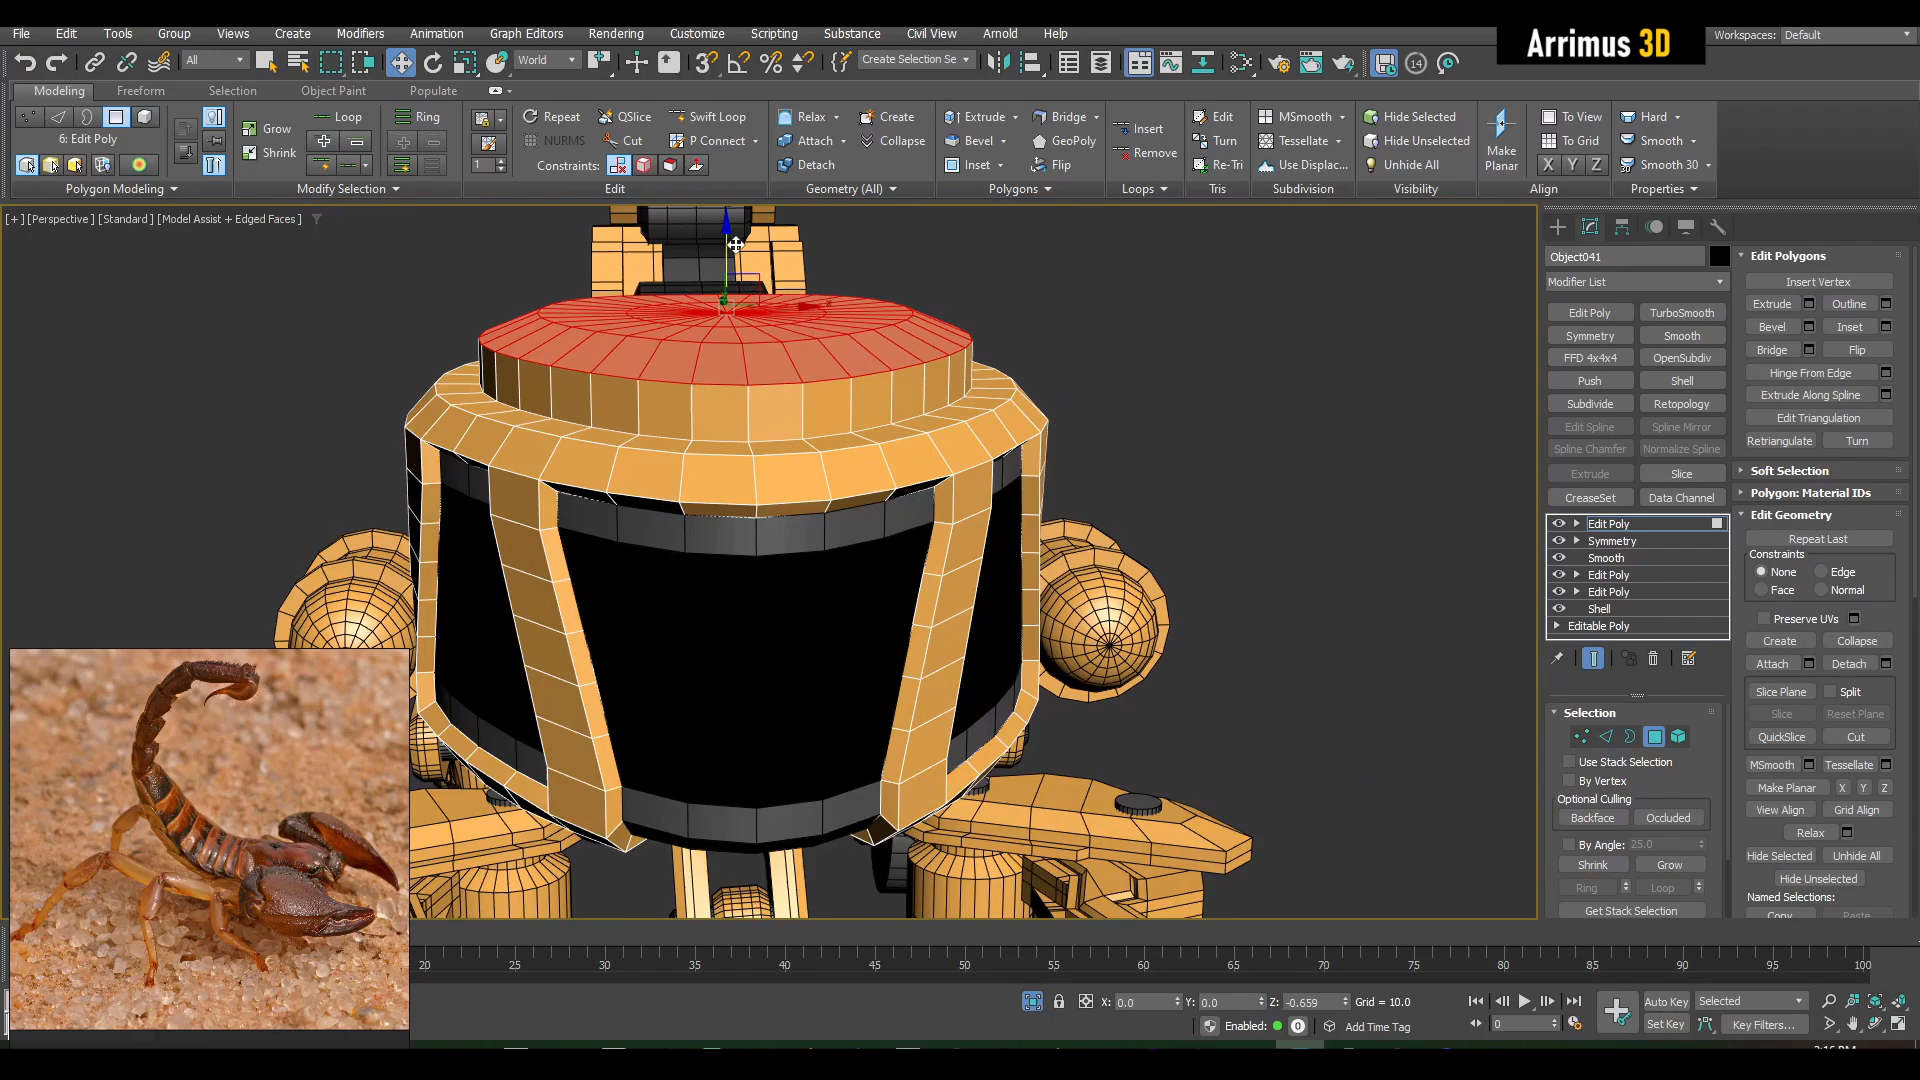 File Edit Tools Group Views Create Modifiers Animation Graph Editors Rendering Customize Scripting Substance Civil View Arnold Help
Arrimus 3D
Workspaces: Default
All World Create Selection Se 14
Modeling Freeform Selection Object Paint Populate
Loop Ring Repeat QSlice Swift Loop Relax Create Extrude Bridge Edit MSmooth Hide Selected To View Hard
Grow Insert
6: Edit Poly NURMS Cut P Connect Attach Collapse Bevel GeoPoly Turn Tessellate Hide Unselected To Grid Smooth
Shrink Remove Make Planar
1 Constraints: Detach Inset Flip Re-Tri Use Displac... Unhide All X Y Z Smooth 30
Polygon Modeling Modify Selection Edit Geometry (All) Polygons Loops Tris Subdivision Visibility Align Properties
[+] [Perspective] [Standard] [Model Assist + Edged Faces]
Object041
Modifier List
Edit Poly TurboSmooth
Symmetry Smooth
FFD 4x4x4 OpenSubdiv
Push Shell
Subdivide Retopology
Edit Spline Spline Mirror
Spline Chamfer Normalize Spline
Extrude Slice
CreaseSet Data Channel
Edit Poly
Symmetry
Smooth
Edit Poly
Edit Poly
Shell
Editable Poly
Selection
Use Stack Selection
By Vertex
Optional Culling
Backface Occluded
By Angle: 25.0
Shrink Grow
Ring Loop
Get Stack Selection
Edit Polygons
Insert Vertex
Extrude Outline
Bevel Inset
Bridge Flip
Hinge From Edge
Extrude Along Spline
Edit Triangulation
Retriangulate Turn
Soft Selection
Polygon: Material IDs
Edit Geometry
Repeat Last
Constraints
None Edge
Face Normal
Preserve UVs
Create Collapse
Attach Detach
Slice Plane Split
Slice Reset Plane
QuickSlice Cut
MSmooth Tessellate
Make Planar X Y Z
View Align Grid Align
Relax
Hide Selected Unhide All
Hide Unselected
Named Selections:
Copy Paste
20 25 30 35 40 45 50 55 60 65 70 75 80 85 90 95 100
X: 0.0 Y: 0.0 Z: -0.659 Grid = 10.0 Auto Key Selected
Enabled: 0 Add Time Tag 0 Set Key Key Filters...